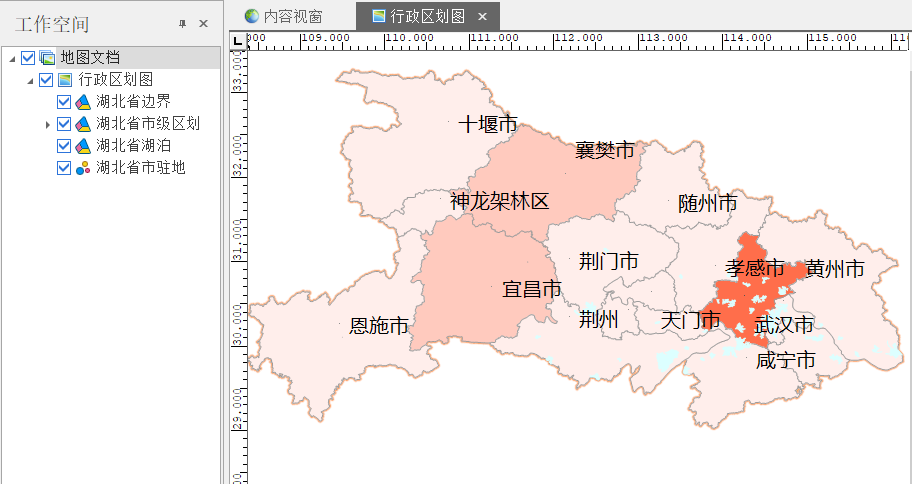 工作空间
地图文档
行政区划图
湖北省边界
湖北省市级区划
湖北省湖泊
湖北省市驻地
内容视窗
行政区划图
109.000 110.000 111.000 112.000 113.000 114.000 115.000
33.000
32.000
31.000
30.000
29.000
十堰市
襄樊市
神龙架林区
随州市
荆门市
孝感市
黄州市
宜昌市
恩施市
荆州
天门市
武汉市
咸宁市